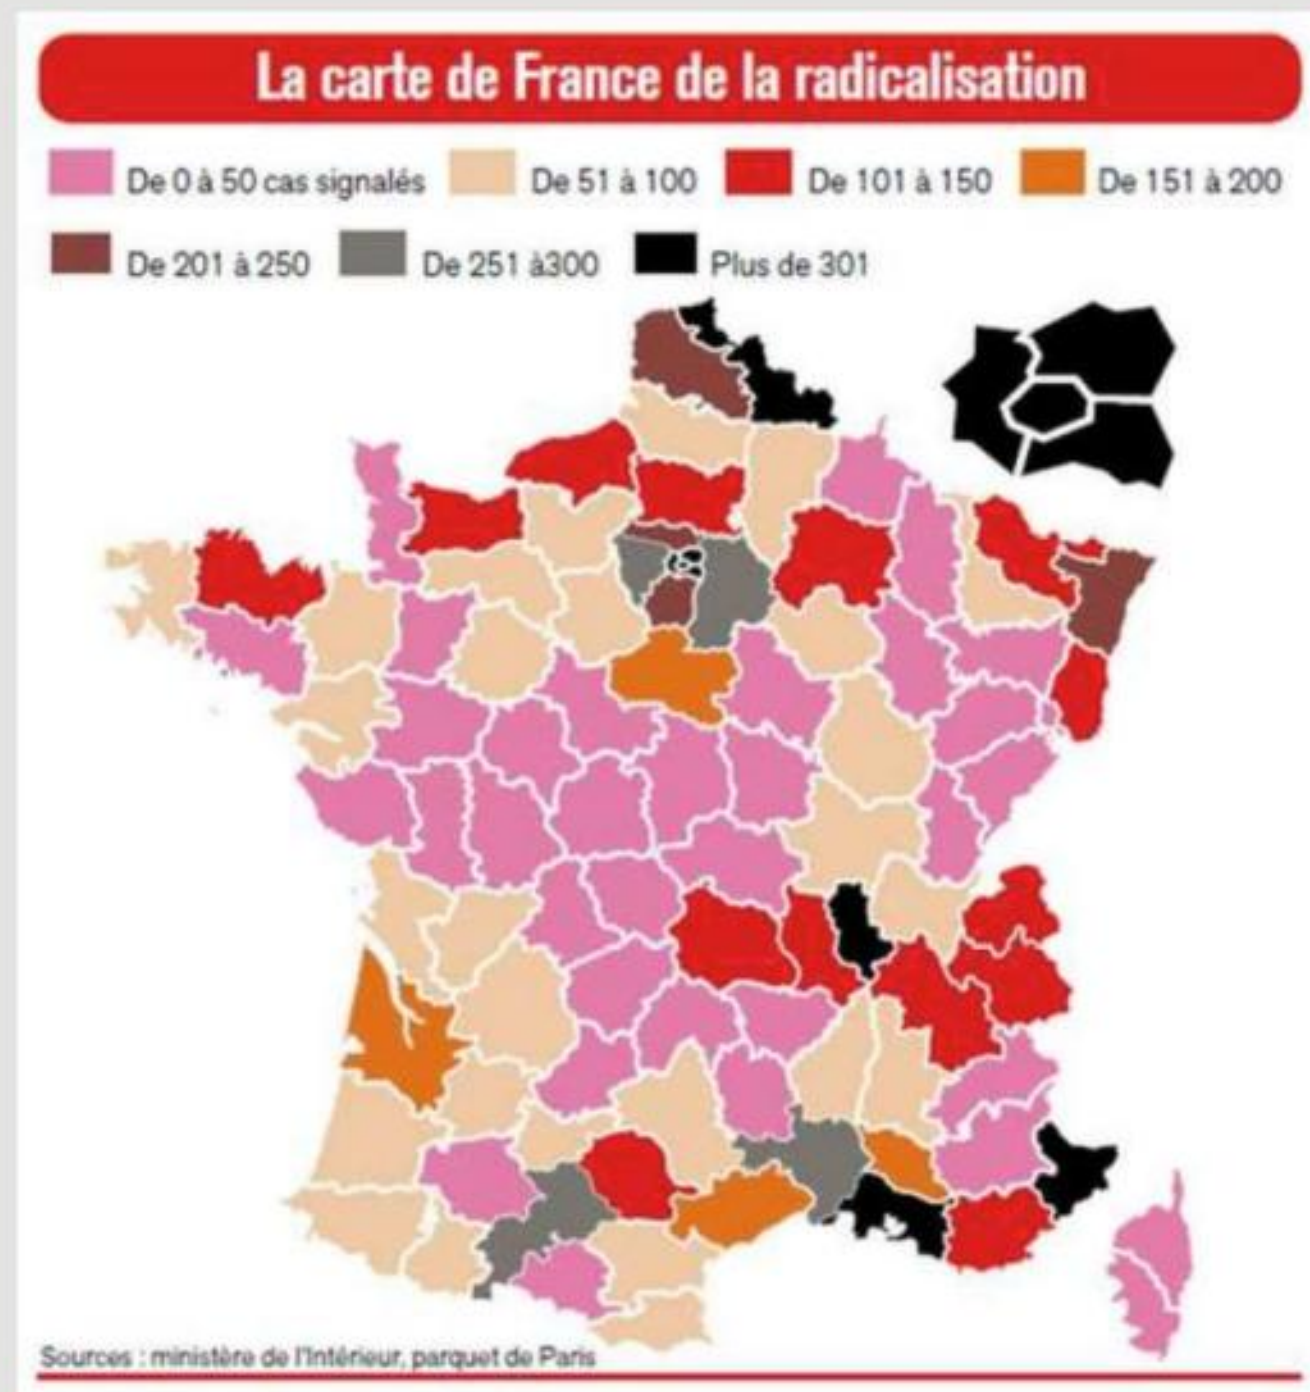 La carte de France de la radicalisation
De 0 à 50 cas signalés De 51 à 100 De 101 à 150 De 151 à 200
De 201 à 250 De 251 à300 Plus de 301
Sources : ministère de l'Intérieur, parquet de Paris